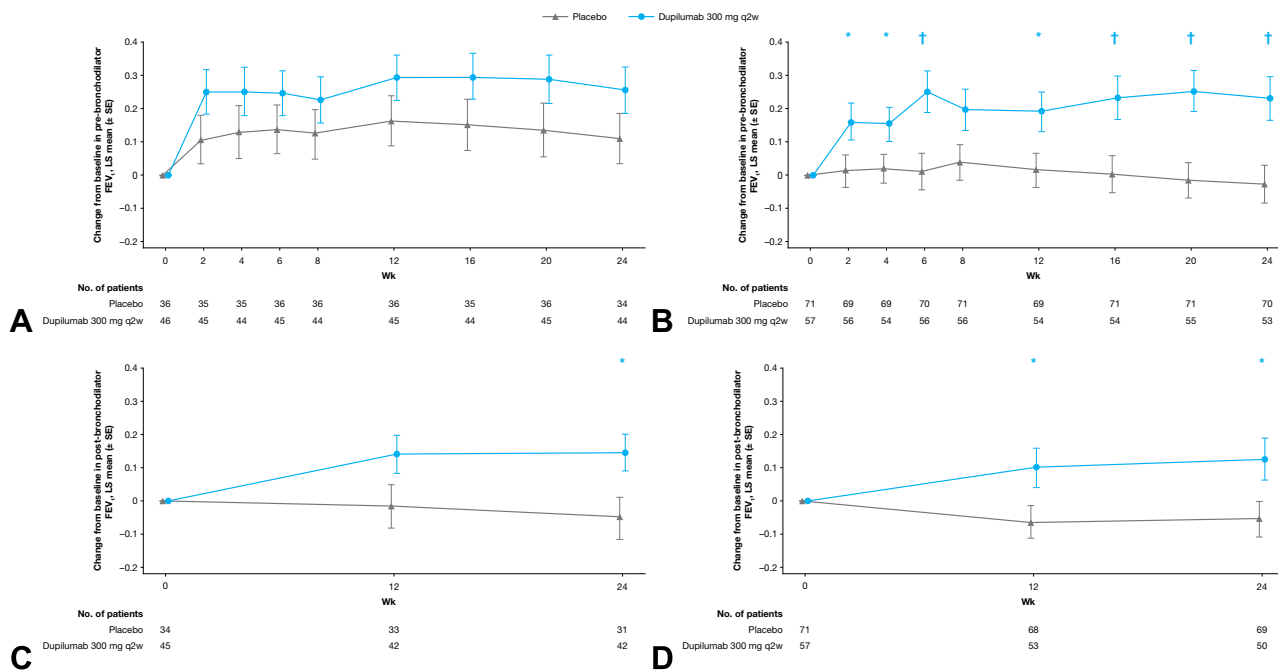 Placebo Dupilumab 300 mg q2w
Change from baseline in pre-bronchodilator
FEV₁, LS mean (± SE)
0.4
0.3
0.2
0.1
0
−0.1
−0.2
0 2 4 6 8 12 16 20 24
Wk
No. of patients
Placebo 36 35 35 36 36 36 35 36 34
Dupilumab 300 mg q2w 46 45 44 45 44 45 44 45 44
A
Change from baseline in pre-bronchodilator
FEV₁, LS mean (± SE)
* * † * † † †
0.4
0.3
0.2
0.1
0
−0.1
−0.2
0 2 4 6 8 12 16 20 24
Wk
No. of patients
Placebo 71 69 69 70 71 69 71 71 70
Dupilumab 300 mg q2w 57 56 54 56 56 54 54 55 53
B
Change from baseline in post-bronchodilator
FEV₁, LS mean (± SE)
*
0.4
0.3
0.2
0.1
0
−0.1
−0.2
0 12 24
Wk
No. of patients
Placebo 34 33 31
Dupilumab 300 mg q2w 45 42 42
C
Change from baseline in post-bronchodilator
FEV₁, LS mean (± SE)
* *
0.4
0.3
0.2
0.1
0
−0.1
−0.2
0 12 24
Wk
No. of patients
Placebo 71 68 69
Dupilumab 300 mg q2w 57 53 50
D